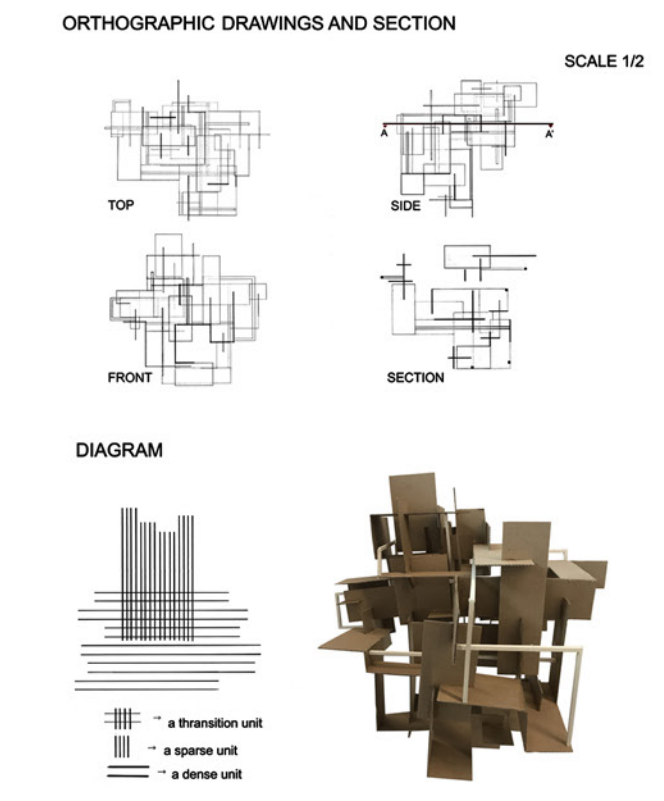 ORTHOGRAPHIC DRAWINGS AND SECTION
SCALE 1/2
TOP
A
A'
SIDE
FRONT
SECTION
DIAGRAM
→ a thransition unit
→ a sparse unit
→ a dense unit